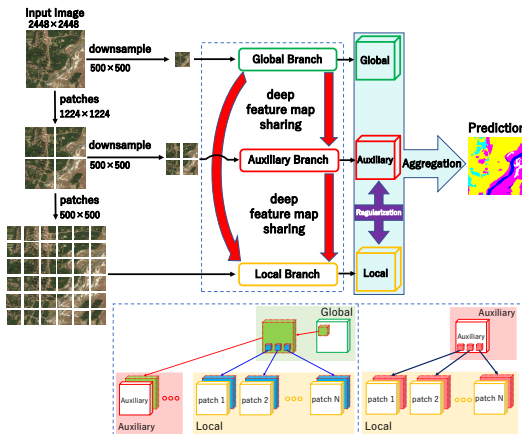 Input Image
2448×2448
downsample
500×500
patches
1224×1224
downsample
500×500
patches
500×500
Global Branch
deep
feature map
sharing
Auxiliary Branch
deep
feature map
sharing
Local Branch
Global
Auxiliary
Regularization
Local
Aggregation
Prediction
Global
Auxiliary
Auxiliary
patch 1
patch 2
patch N
Local
Auxiliary
Auxiliary
patch 1
patch 2
patch N
Local